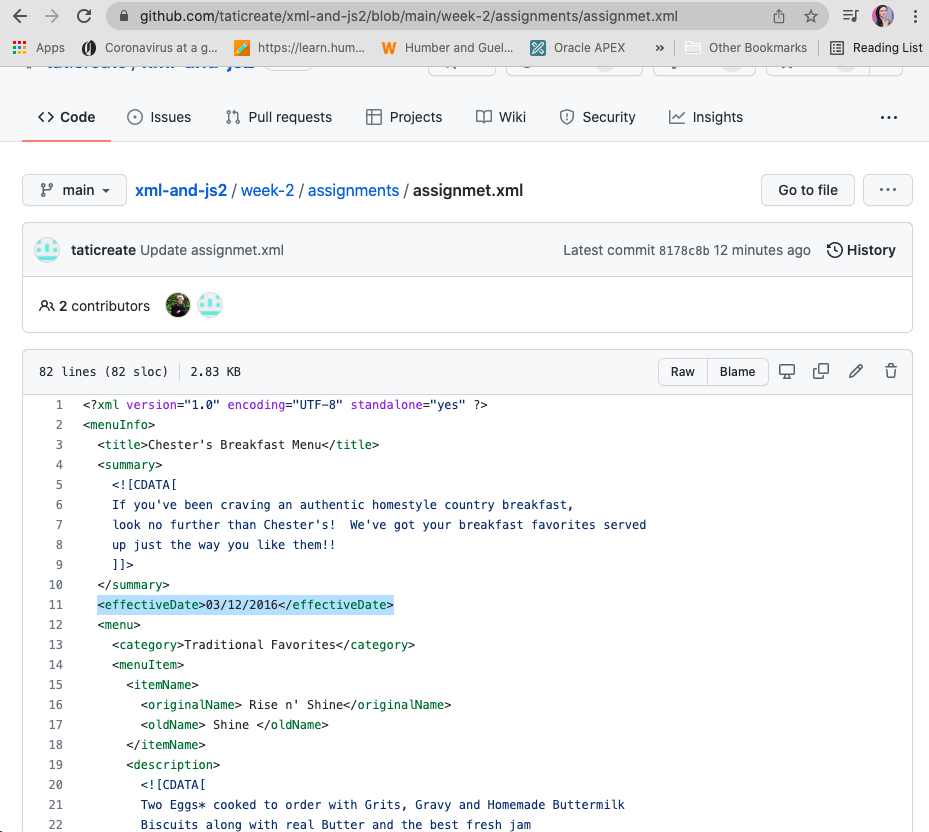 github.com/taticreate/xml-and-js2/blob/main/week-2/assignments/assignmet.xml
Apps Coronavirus at a g... https://learn.hum... W Humber and Guel... Oracle APEX » Other Bookmarks Reading List
taticreate / xml-and-js2
<> Code Issues Pull requests Projects Wiki Security Insights ...
main xml-and-js2 / week-2 / assignments / assignmet.xml Go to file ...
taticreate Update assignmet.xml Latest commit 8178c8b 12 minutes ago History
2 contributors
82 lines (82 sloc) 2.83 KB Raw Blame
1 <?xml version="1.0" encoding="UTF-8" standalone="yes" ?>
2 <menuInfo>
3 <title>Chester's Breakfast Menu</title>
4 <summary>
5 <![CDATA[
6 If you've been craving an authentic homestyle country breakfast,
7 look no further than Chester's!  We've got your breakfast favorites served
8 up just the way you like them!!
9 ]]>
10 </summary>
11 <effectiveDate>03/12/2016</effectiveDate>
12 <menu>
13 <category>Traditional Favorites</category>
14 <menuItem>
15 <itemName>
16 <originalName> Rise n' Shine</originalName>
17 <oldName> Shine </oldName>
18 </itemName>
19 <description>
20 <![CDATA[
21 Two Eggs* cooked to order with Grits, Gravy and Homemade Buttermilk
22 Biscuits along with real Butter and the best fresh jam